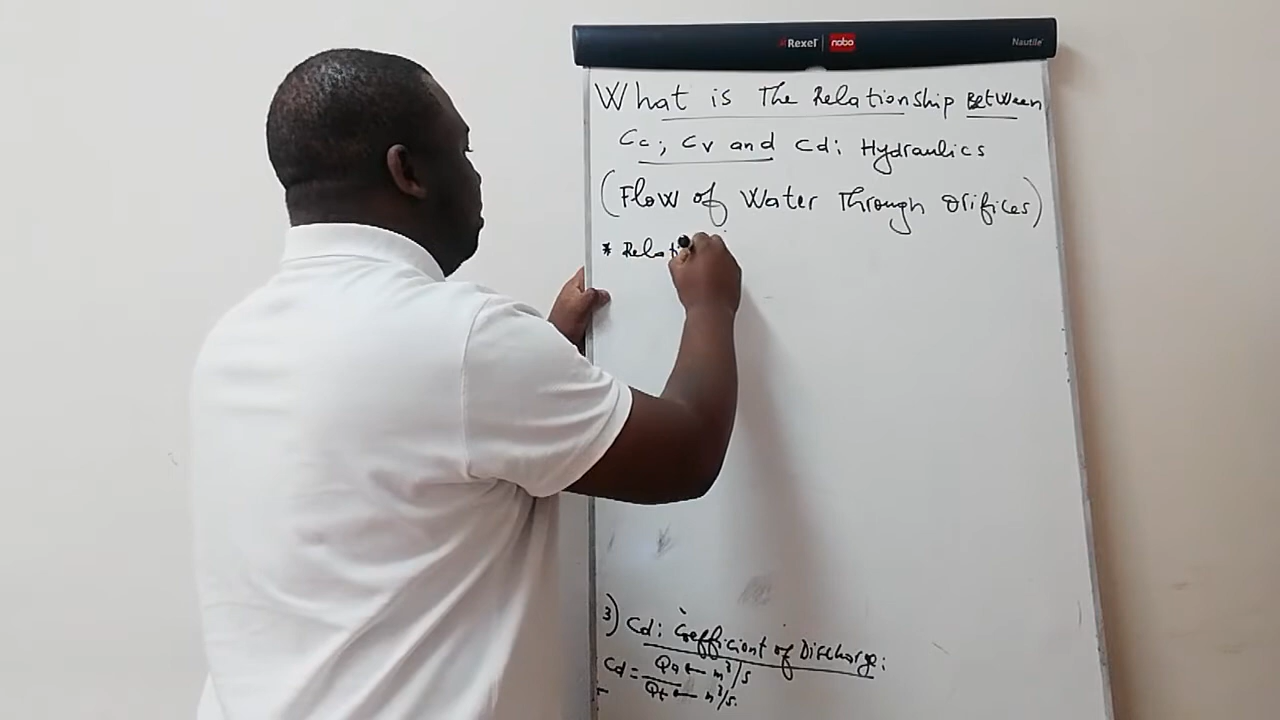 Rexel nobo Nautile
What is The Relationship Between
Cc; Cv and Cd: Hydraulics
(Flow of Water Through Orifices)
* Relati
3) Cd: Coefficient of Discharge:
Cd = Qa ← m³/s
Qt ← m³/s.